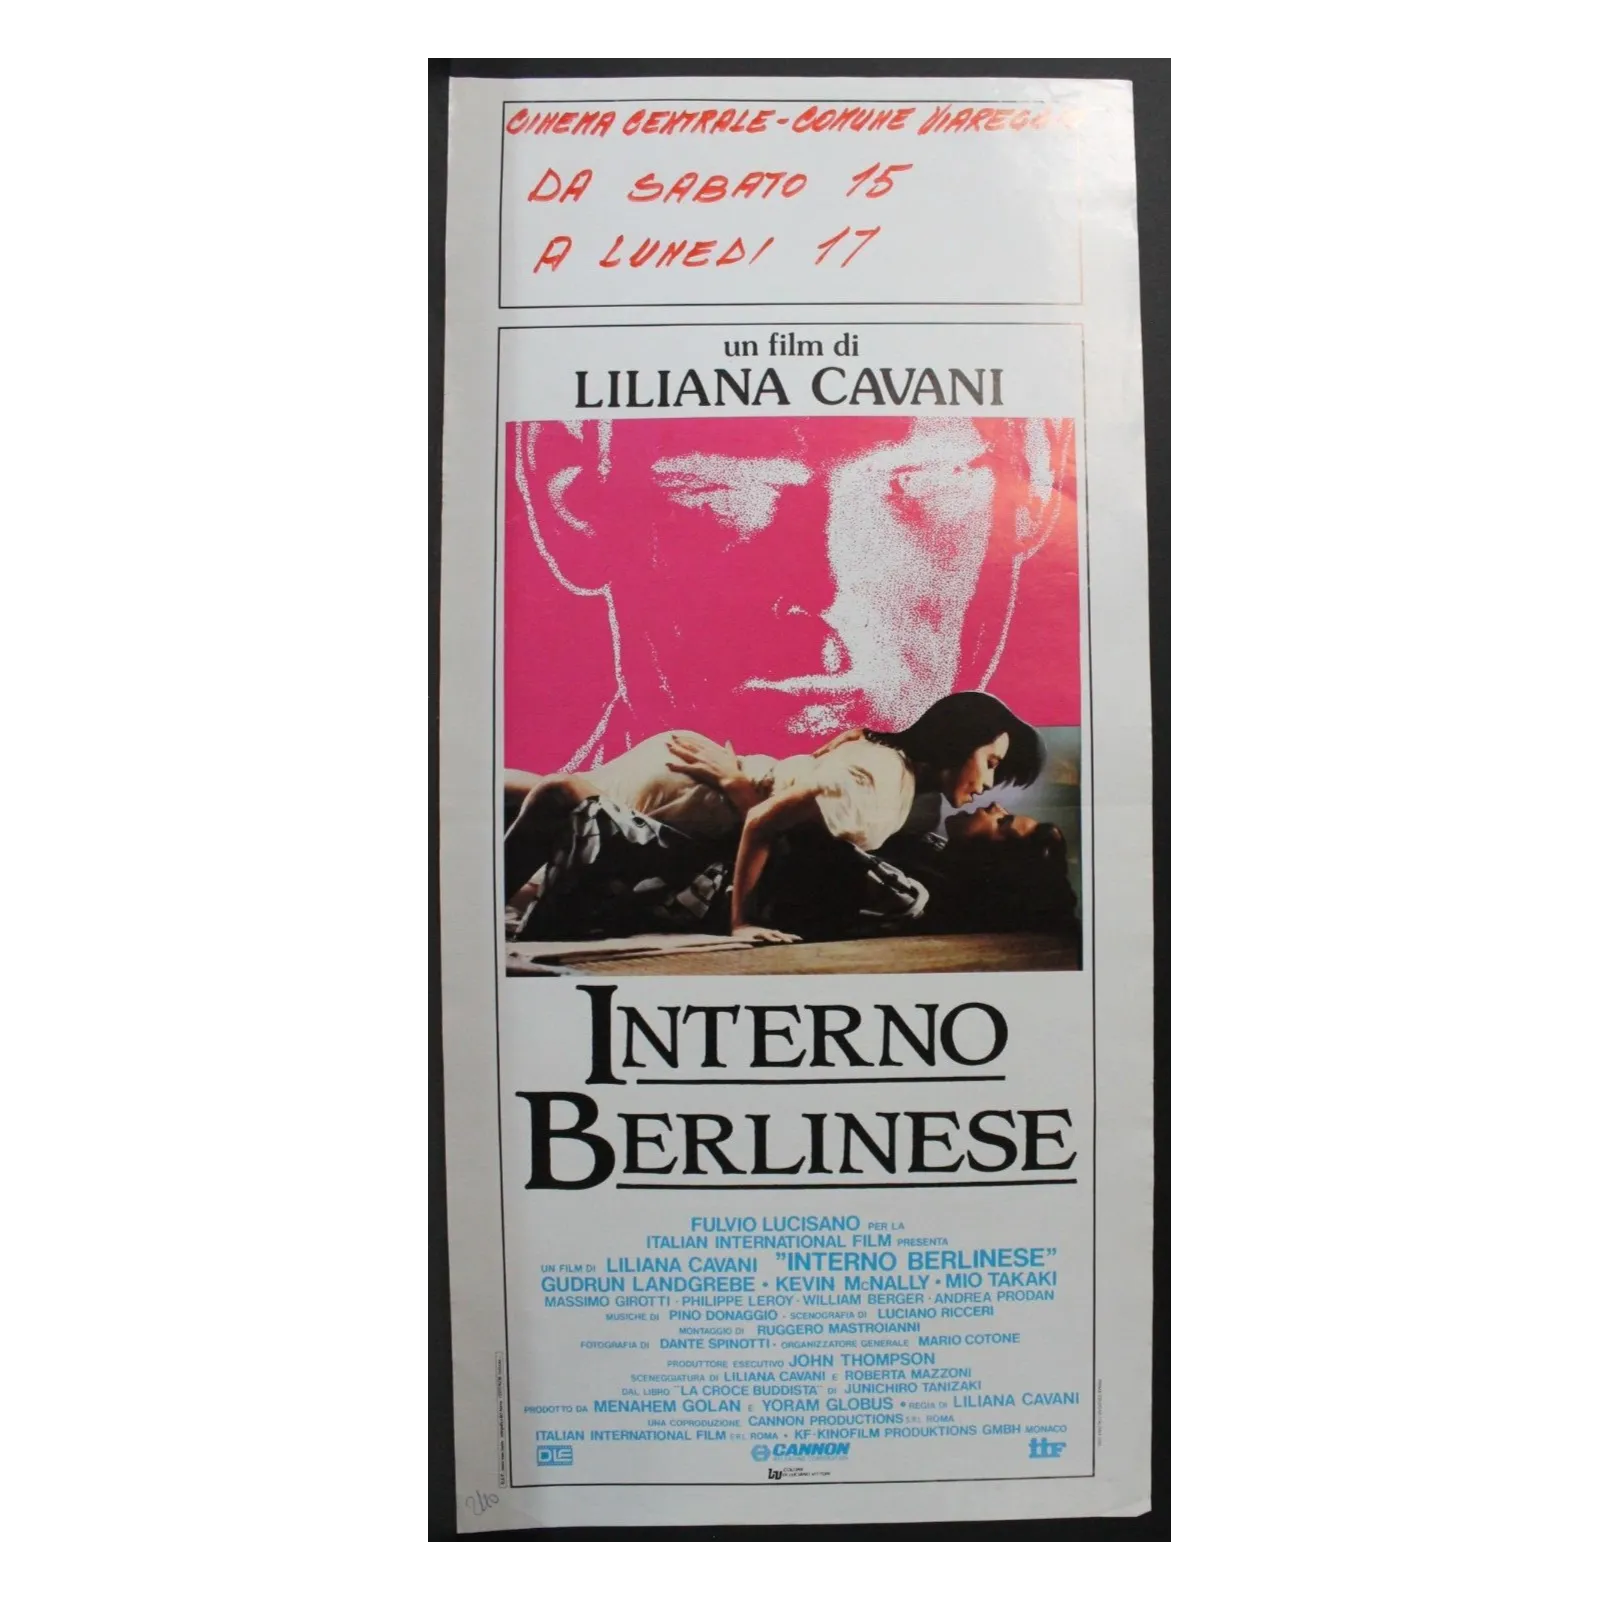 CINEMA CENTRALE - COMUNE VIAREGGIO
DA SABATO 15
A LUNEDI 17
un film di
LILIANA CAVANI
INTERNO
BERLINESE
FULVIO LUCISANO PER LA
ITALIAN INTERNATIONAL FILM PRESENTA
UN FILM DI LILIANA CAVANI "INTERNO BERLINESE"
GUDRUN LANDGREBE • KEVIN McNALLY • MIO TAKAKI
MASSIMO GIROTTI · PHILIPPE LEROY · WILLIAM BERGER · ANDREA PRODAN
MUSICHE DI PINO DONAGGIO · SCENOGRAFIA DI LUCIANO RICCERI
MONTAGGIO DI RUGGERO MASTROIANNI
FOTOGRAFIA DI DANTE SPINOTTI · ORGANIZZATORE GENERALE MARIO COTONE
PRODUTTORE ESECUTIVO JOHN THOMPSON
SCENEGGIATURA DI LILIANA CAVANI E ROBERTA MAZZONI
DAL LIBRO "LA CROCE BUDDISTA" DI JUNICHIRO TANIZAKI
PRODOTTO DA MENAHEM GOLAN E YORAM GLOBUS • REGIA DI LILIANA CAVANI
UNA COPRODUZIONE CANNON PRODUCTIONS S.R.L. ROMA
ITALIAN INTERNATIONAL FILM S.R.L. ROMA • KF-KINOFILM PRODUKTIONS GMBH MONACO
DLE CANNON IIF